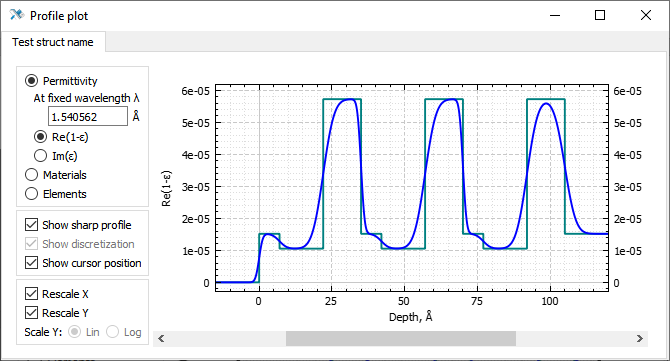 Profile plot
Test struct name
Permittivity
At fixed wavelength λ
1.540562 Å
Re(1-ε)
Im(ε)
Materials
Elements
Show sharp profile
Show discretization
Show cursor position
Rescale X
Rescale Y
Scale Y: Lin Log
Re(1-ε)
6e-05 6e-05
5e-05 5e-05
4e-05 4e-05
3e-05 3e-05
2e-05 2e-05
1e-05 1e-05
0 0
0 25 50 75 100
Depth, Å